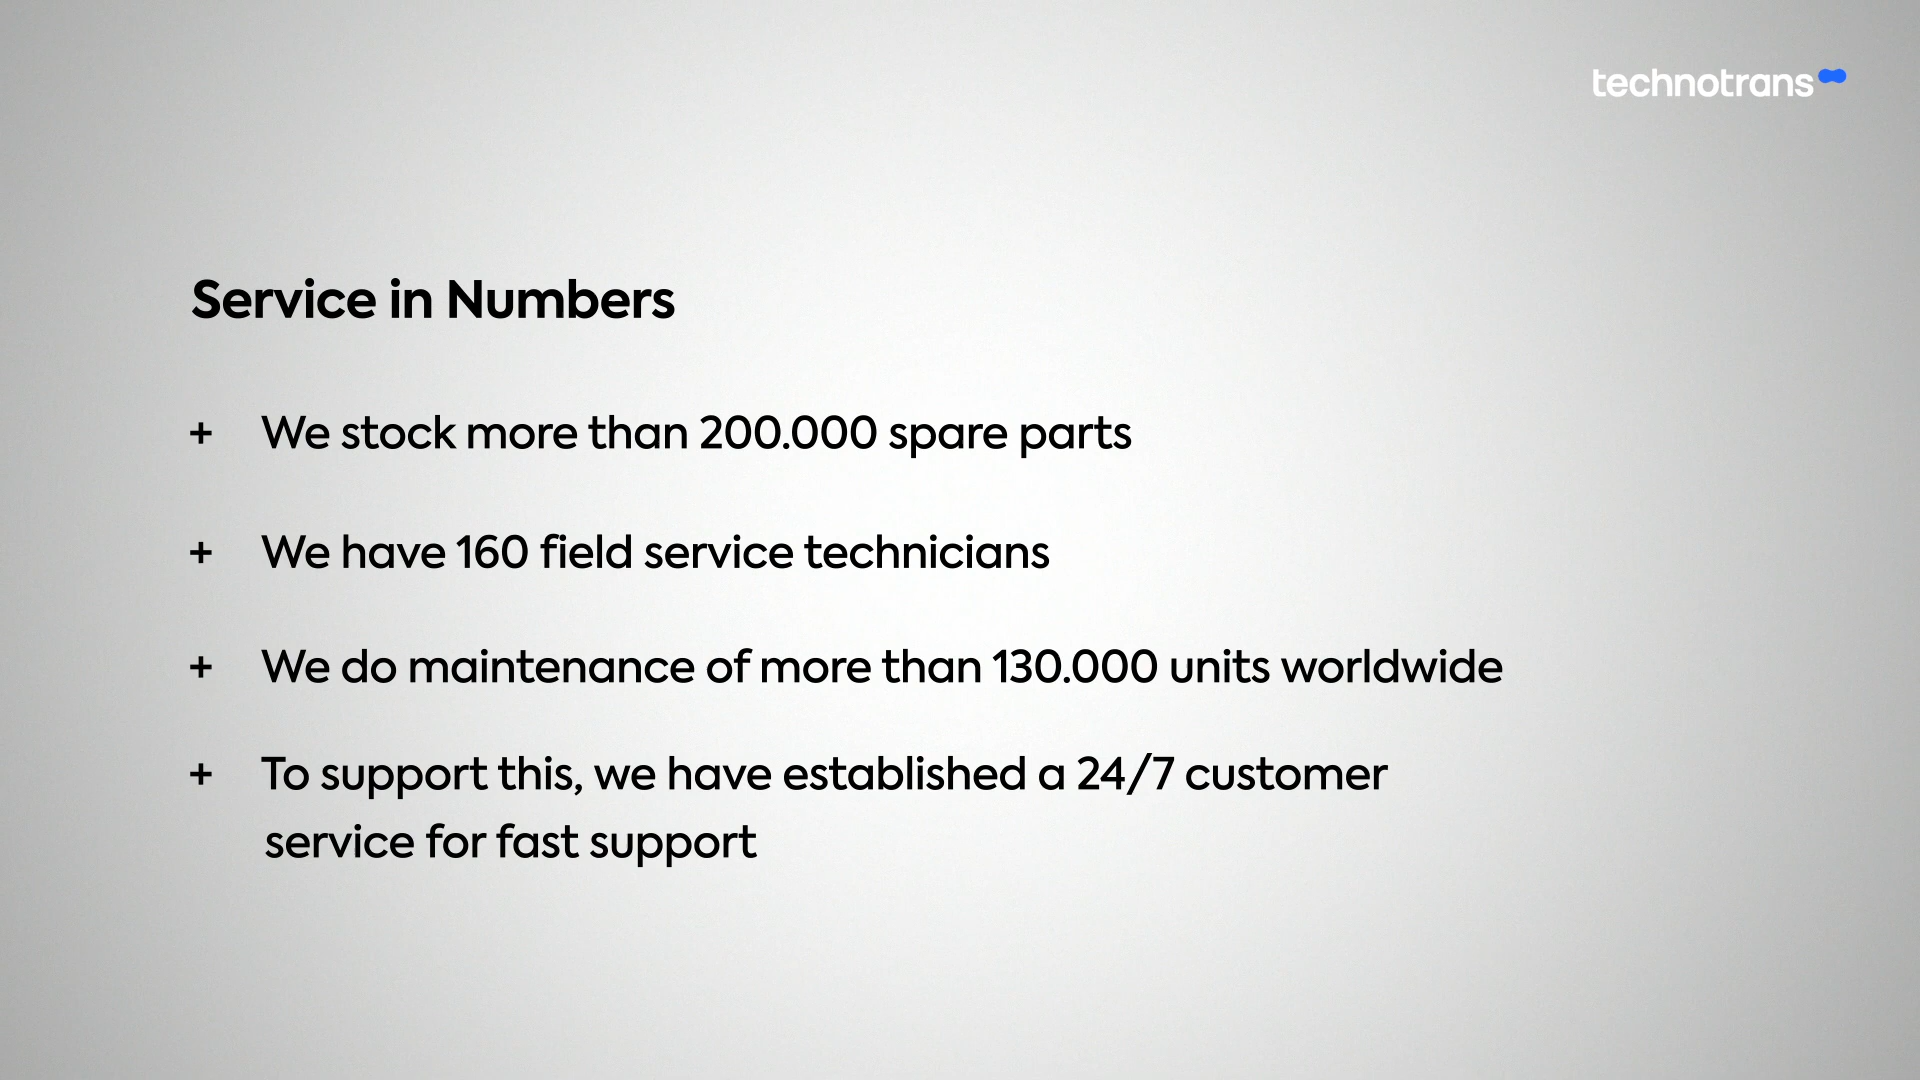 technotrans
Service in Numbers
+ We stock more than 200.000 spare parts
+ We have 160 field service technicians
+ We do maintenance of more than 130.000 units worldwide
+ To support this, we have established a 24/7 customer
service for fast support